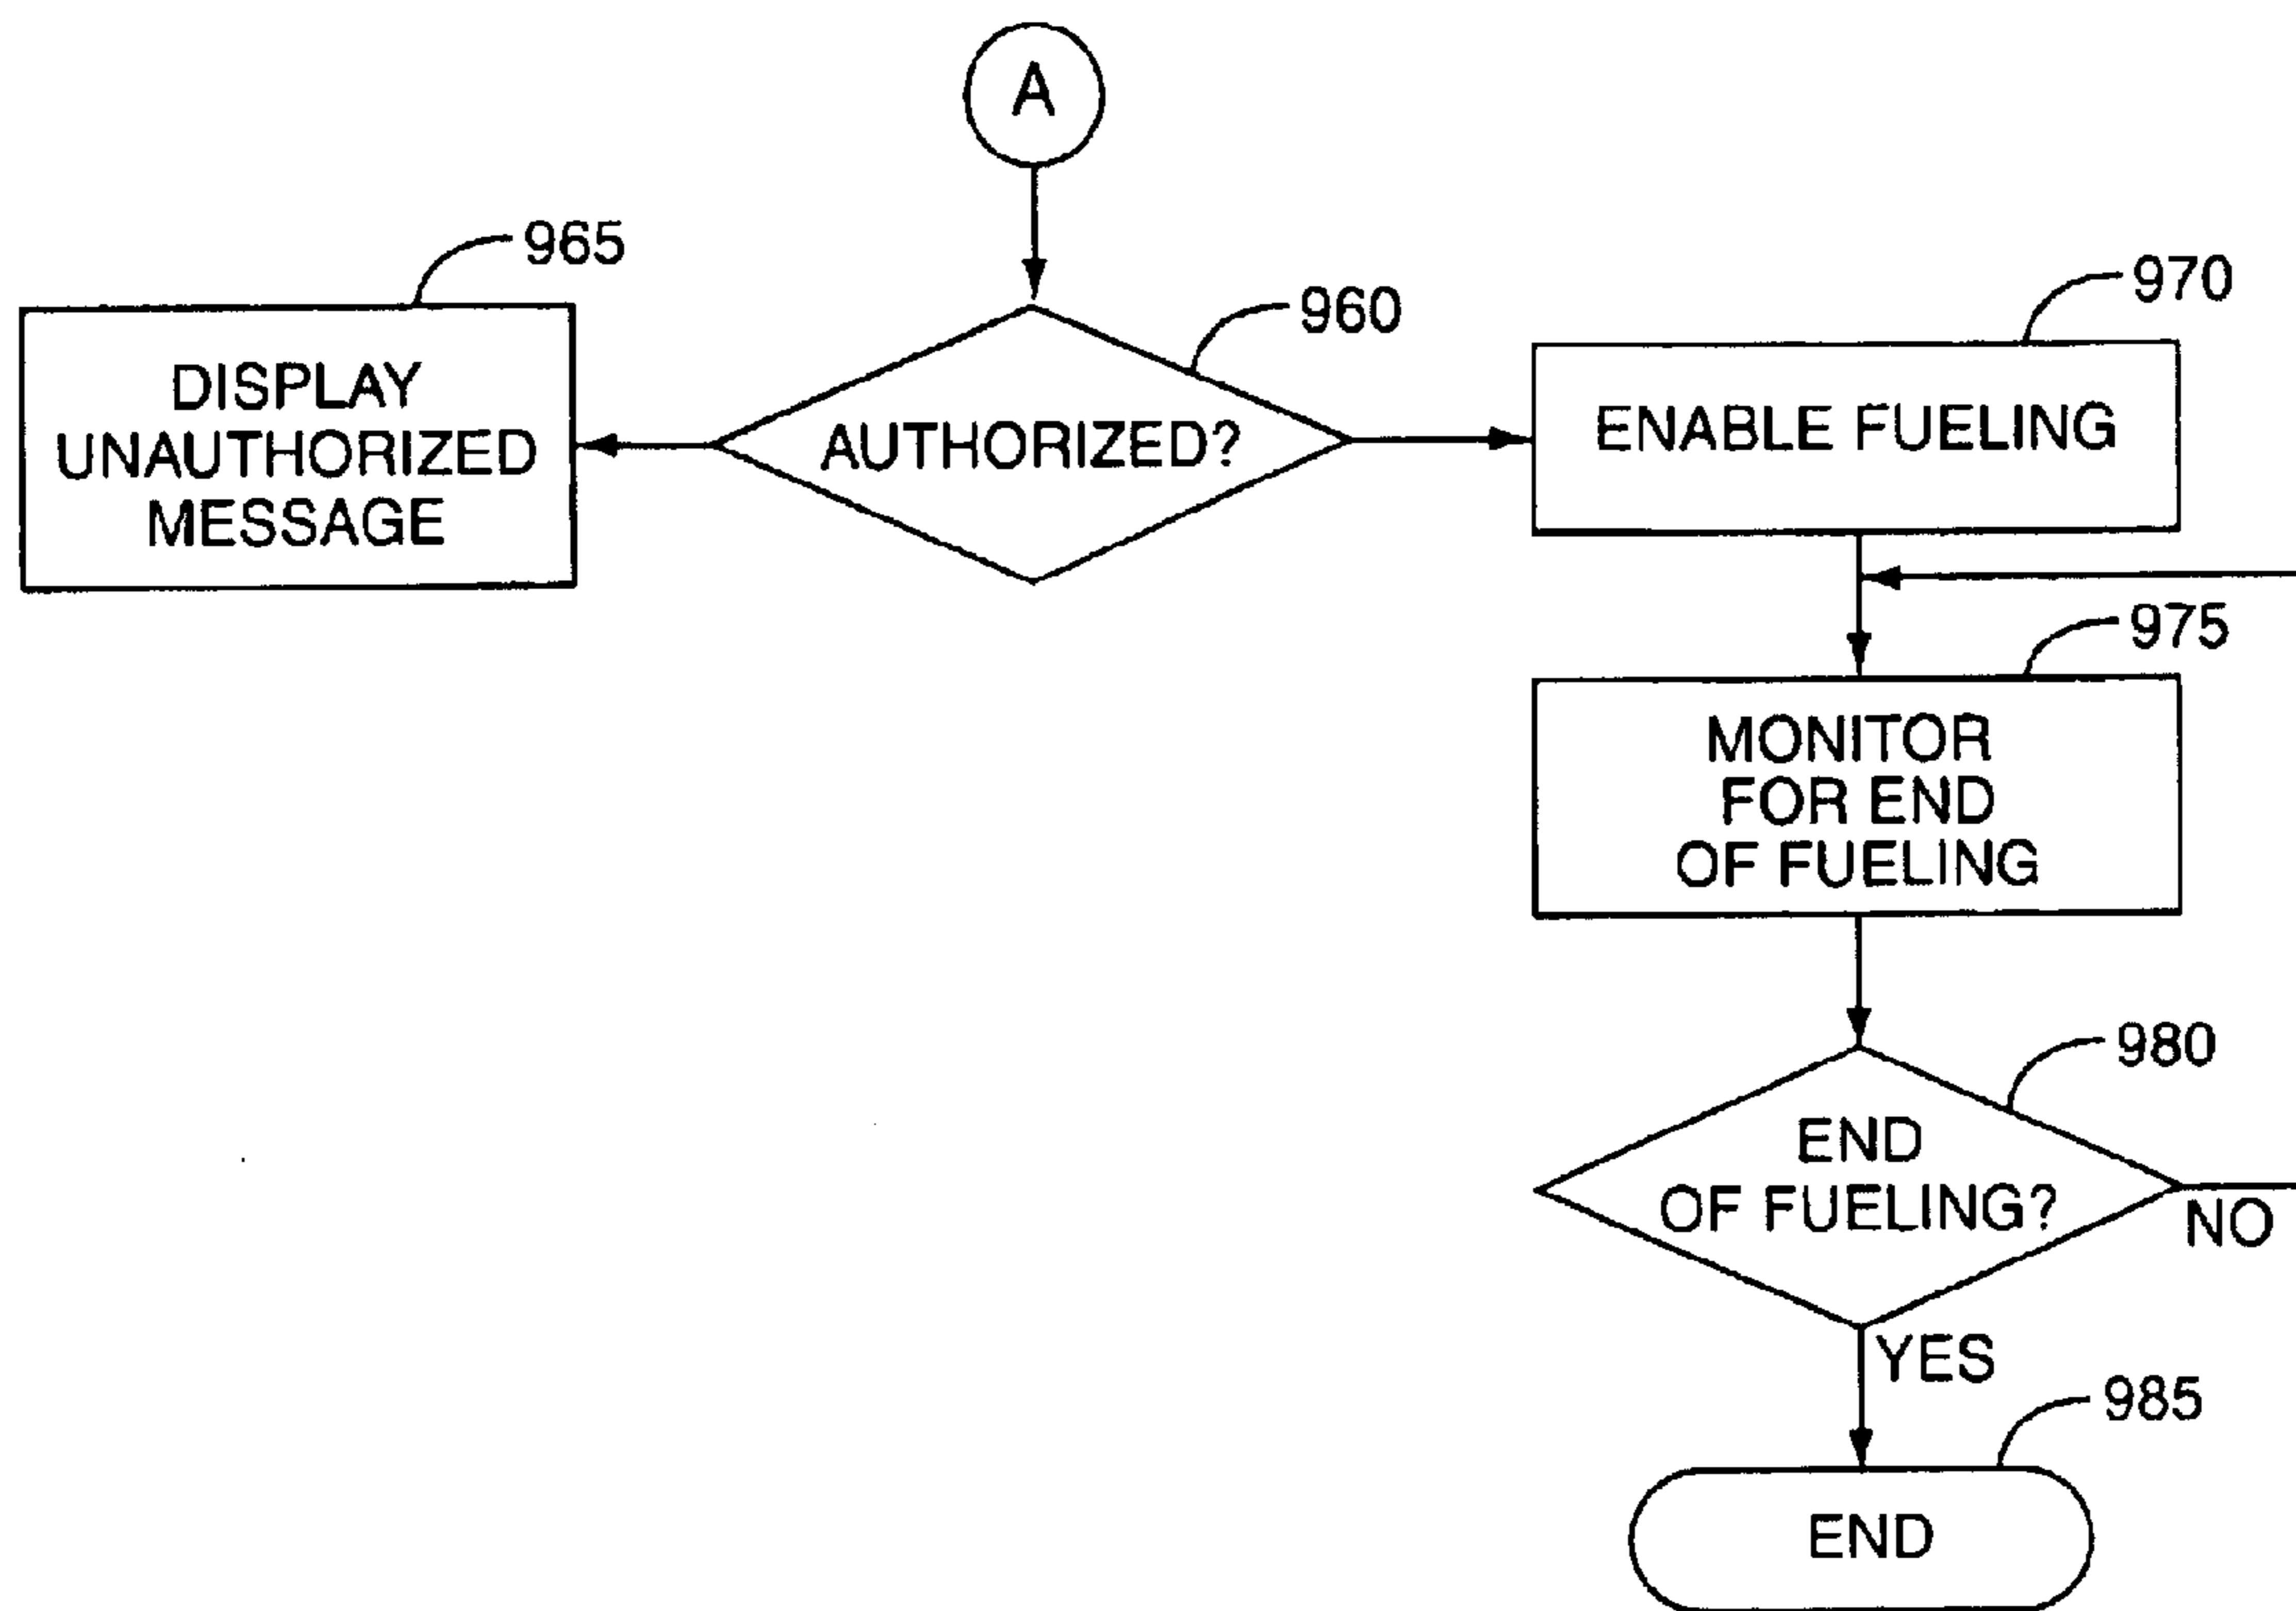 A
965
960
970
DISPLAY
UNAUTHORIZED
MESSAGE
AUTHORIZED?
ENABLE FUELING
975
MONITOR
FOR END
OF FUELING
980
END
OF FUELING?
NO
YES
985
END